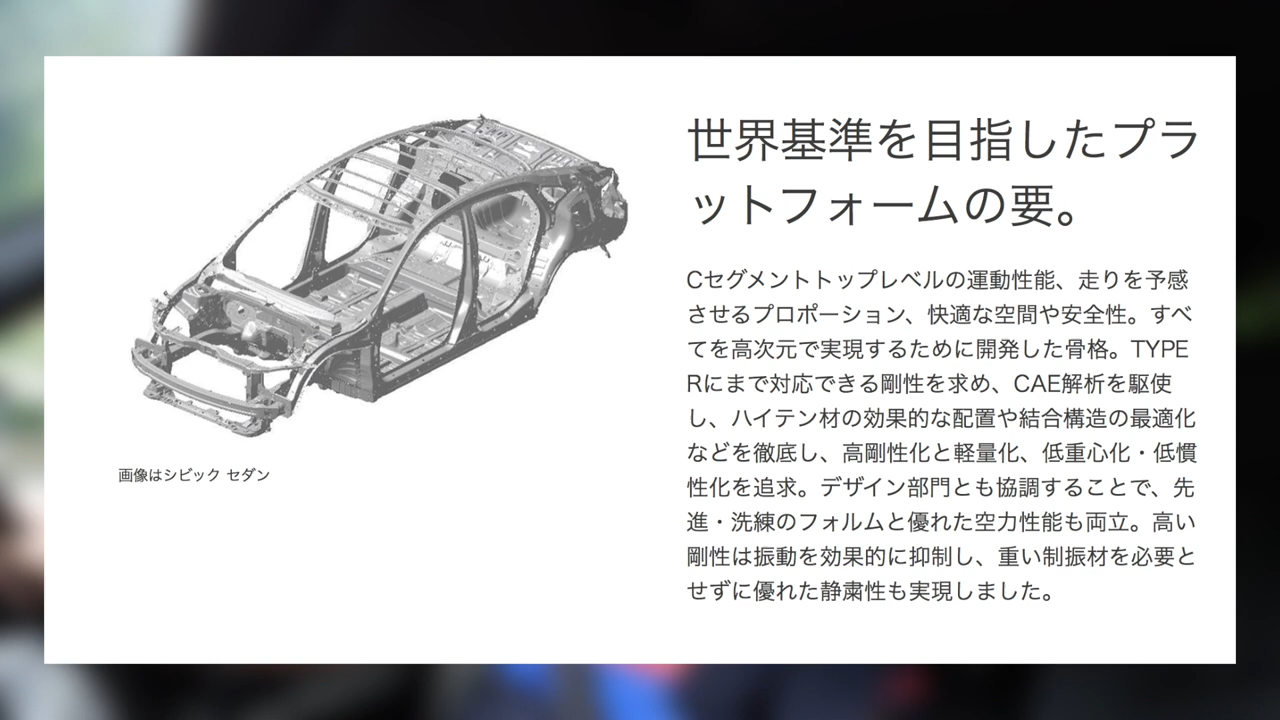 世界基準を目指したプラ
ットフォームの要。
Cセグメントトップレベルの運動性能、走りを予感
させるプロポーション、快適な空間や安全性。すべ
てを高次元で実現するために開発した骨格。TYPE
Rにまで対応できる剛性を求め、CAE解析を駆使
し、ハイテン材の効果的な配置や結合構造の最適化
などを徹底し、高剛性化と軽量化、低重心化・低慣
性化を追求。デザイン部門とも協調することで、先
進・洗練のフォルムと優れた空力性能も両立。高い
剛性は振動を効果的に抑制し、重い制振材を必要と
せずに優れた静粛性も実現しました。
画像はシビック セダン